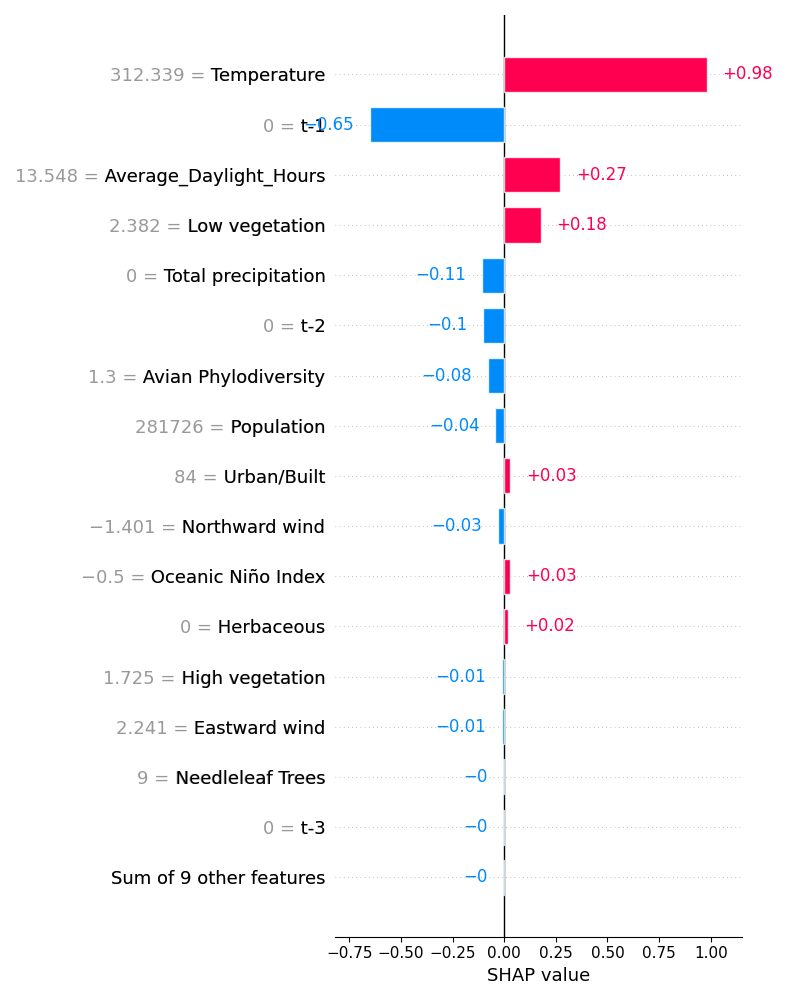 312.339 = Temperature +0.98
0 = t-1 −0.65
13.548 = Average_Daylight_Hours +0.27
2.382 = Low vegetation +0.18
0 = Total precipitation −0.11
0 = t-2 −0.1
1.3 = Avian Phylodiversity −0.08
281726 = Population −0.04
84 = Urban/Built +0.03
−1.401 = Northward wind −0.03
−0.5 = Oceanic Niño Index +0.03
0 = Herbaceous +0.02
1.725 = High vegetation −0.01
2.241 = Eastward wind −0.01
9 = Needleleaf Trees −0
0 = t-3 −0
Sum of 9 other features −0
−0.75 −0.50 −0.25 0.00 0.25 0.50 0.75 1.00
SHAP value